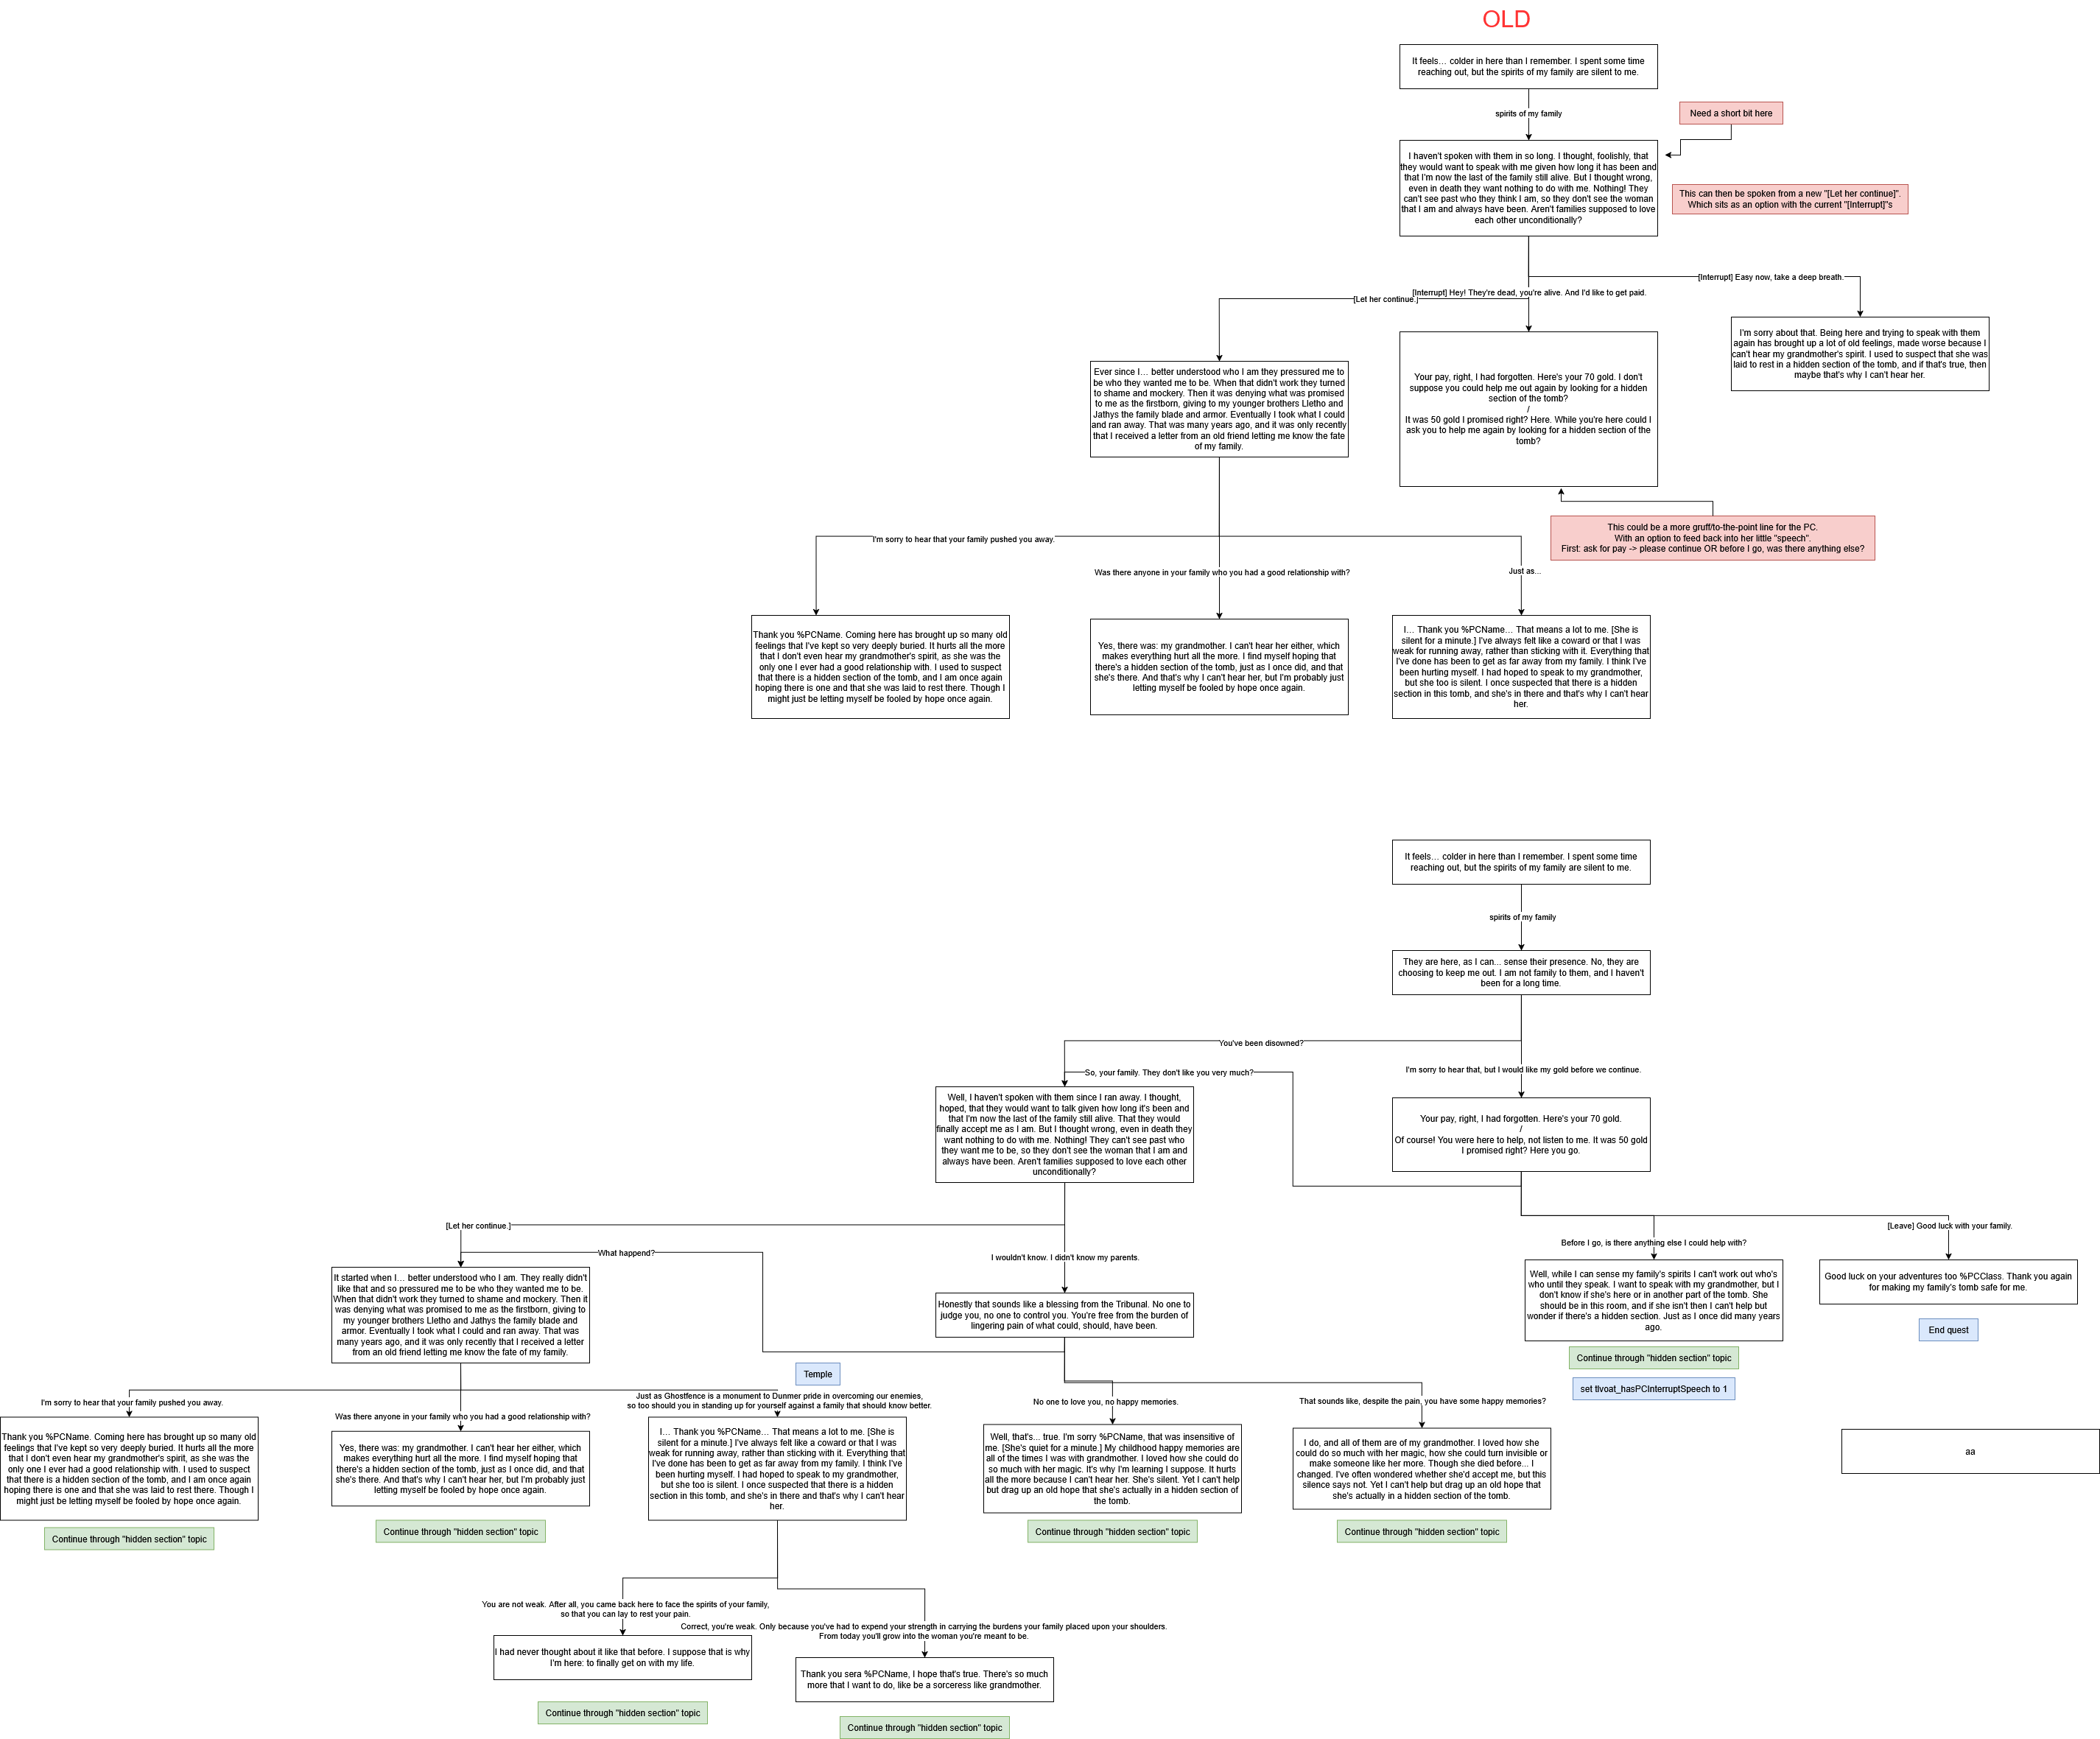 OLD
It feels… colder in here than I remember. I spent some time
reaching out, but the spirits of my family are silent to me.
spirits of my family
Need a short bit here
I haven't spoken with them in so long. I thought, foolishly, that
they would want to speak with me given how long it has been and
that I'm now the last of the family still alive. But I thought wrong,
even in death they want nothing to do with me. Nothing! They
can't see past who they think I am, so they don't see the woman
that I am and always have been. Aren't families supposed to love
each other unconditionally?
This can then be spoken from a new "[Let her continue]".
Which sits as an option with the current "[Interrupt]"s
[Interrupt] Easy now, take a deep breath.
[Interrupt] Hey! They're dead, you're alive. And I'd like to get paid.
[Let her continue.]
I'm sorry about that. Being here and trying to speak with them
again has brought up a lot of old feelings, made worse because I
can't hear my grandmother's spirit. I used to suspect that she was
laid to rest in a hidden section of the tomb, and if that's true, then
maybe that's why I can't hear her.
Your pay, right, I had forgotten. Here's your 70 gold. I don't
suppose you could help me out again by looking for a hidden
section of the tomb?
/
It was 50 gold I promised right? Here. While you're here could I
ask you to help me again by looking for a hidden section of the
tomb?
Ever since I… better understood who I am they pressured me to
be who they wanted me to be. When that didn't work they turned
to shame and mockery. Then it was denying what was promised
to me as the firstborn, giving to my younger brothers Lletho and
Jathys the family blade and armor. Eventually I took what I could
and ran away. That was many years ago, and it was only recently
that I received a letter from an old friend letting me know the fate
of my family.
This could be a more gruff/to-the-point line for the PC.
With an option to feed back into her little "speech".
First: ask for pay -> please continue OR before I go, was there anything else?
I'm sorry to hear that your family pushed you away.
Was there anyone in your family who you had a good relationship with?
Just as...
Thank you %PCName. Coming here has brought up so many old
feelings that I've kept so very deeply buried. It hurts all the more
that I don't even hear my grandmother's spirit, as she was the
only one I ever had a good relationship with. I used to suspect
that there is a hidden section of the tomb, and I am once again
hoping there is one and that she was laid to rest there. Though I
might just be letting myself be fooled by hope once again.
Yes, there was: my grandmother. I can't hear her either, which
makes everything hurt all the more. I find myself hoping that
there's a hidden section of the tomb, just as I once did, and that
she's there. And that's why I can't hear her, but I'm probably just
letting myself be fooled by hope once again.
I… Thank you %PCName… That means a lot to me. [She is
silent for a minute.] I've always felt like a coward or that I was
weak for running away, rather than sticking with it. Everything that
I've done has been to get as far away from my family. I think I've
been hurting myself. I had hoped to speak to my grandmother,
but she too is silent. I once suspected that there is a hidden
section in this tomb, and she's in there and that's why I can't hear
her.
It feels… colder in here than I remember. I spent some time
reaching out, but the spirits of my family are silent to me.
spirits of my family
They are here, as I can... sense their presence. No, they are
choosing to keep me out. I am not family to them, and I haven't
been for a long time.
You've been disowned?
So, your family. They don't like you very much?
I'm sorry to hear that, but I would like my gold before we continue.
Well, I haven't spoken with them since I ran away. I thought,
hoped, that they would want to talk given how long it's been and
that I'm now the last of the family still alive. That they would
finally accept me as I am. But I thought wrong, even in death they
want nothing to do with me. Nothing! They can't see past who
they want me to be, so they don't see the woman that I am and
always have been. Aren't families supposed to love each other
unconditionally?
Your pay, right, I had forgotten. Here's your 70 gold.
/
Of course! You were here to help, not listen to me. It was 50 gold
I promised right? Here you go.
[Let her continue.]
What happend?
I wouldn't know. I didn't know my parents.
Before I go, is there anything else I could help with?
[Leave] Good luck with your family.
It started when I… better understood who I am. They really didn't
like that and so pressured me to be who they wanted me to be.
When that didn't work they turned to shame and mockery. Then it
was denying what was promised to me as the firstborn, giving to
my younger brothers Lletho and Jathys the family blade and
armor. Eventually I took what I could and ran away. That was
many years ago, and it was only recently that I received a letter
from an old friend letting me know the fate of my family.
Honestly that sounds like a blessing from the Tribunal. No one to
judge you, no one to control you. You're free from the burden of
lingering pain of what could, should, have been.
Well, while I can sense my family's spirits I can't work out who's
who until they speak. I want to speak with my grandmother, but I
don't know if she's here or in another part of the tomb. She
should be in this room, and if she isn't then I can't help but
wonder if there's a hidden section. Just as I once did many years
ago.
Good luck on your adventures too %PCClass. Thank you again
for making my family's tomb safe for me.
End quest
Continue through "hidden section" topic
set tlvoat_hasPCInterruptSpeech to 1
Temple
I'm sorry to hear that your family pushed you away.
Was there anyone in your family who you had a good relationship with?
Just as Ghostfence is a monument to Dunmer pride in overcoming our enemies,
so too should you in standing up for yourself against a family that should know better.
No one to love you, no happy memories.
That sounds like, despite the pain, you have some happy memories?
Thank you %PCName. Coming here has brought up so many old
feelings that I've kept so very deeply buried. It hurts all the more
that I don't even hear my grandmother's spirit, as she was the
only one I ever had a good relationship with. I used to suspect
that there is a hidden section of the tomb, and I am once again
hoping there is one and that she was laid to rest there. Though I
might just be letting myself be fooled by hope once again.
Yes, there was: my grandmother. I can't hear her either, which
makes everything hurt all the more. I find myself hoping that
there's a hidden section of the tomb, just as I once did, and that
she's there. And that's why I can't hear her, but I'm probably just
letting myself be fooled by hope once again.
I… Thank you %PCName… That means a lot to me. [She is
silent for a minute.] I've always felt like a coward or that I was
weak for running away, rather than sticking with it. Everything that
I've done has been to get as far away from my family. I think I've
been hurting myself. I had hoped to speak to my grandmother,
but she too is silent. I once suspected that there is a hidden
section in this tomb, and she's in there and that's why I can't hear
her.
Well, that's... true. I'm sorry %PCName, that was insensitive of
me. [She's quiet for a minute.] My childhood happy memories are
all of the times I was with grandmother. I loved how she could do
so much with her magic. It's why I'm learning I suppose. It hurts
all the more because I can't hear her. She's silent. Yet I can't help
but drag up an old hope that she's actually in a hidden section of
the tomb.
I do, and all of them are of my grandmother. I loved how she
could do so much with her magic, how she could turn invisible or
make someone like her more. Though she died before... I
changed. I've often wondered whether she'd accept me, but this
silence says not. Yet I can't help but drag up an old hope that
she's actually in a hidden section of the tomb.
aa
Continue through "hidden section" topic
Continue through "hidden section" topic
Continue through "hidden section" topic
Continue through "hidden section" topic
You are not weak. After all, you came back here to face the spirits of your family,
so that you can lay to rest your pain.
Correct, you're weak. Only because you've had to expend your strength in carrying the burdens your family placed upon your shoulders.
From today you'll grow into the woman you're meant to be.
I had never thought about it like that before. I suppose that is why
I'm here: to finally get on with my life.
Thank you sera %PCName, I hope that's true. There's so much
more that I want to do, like be a sorceress like grandmother.
Continue through "hidden section" topic
Continue through "hidden section" topic